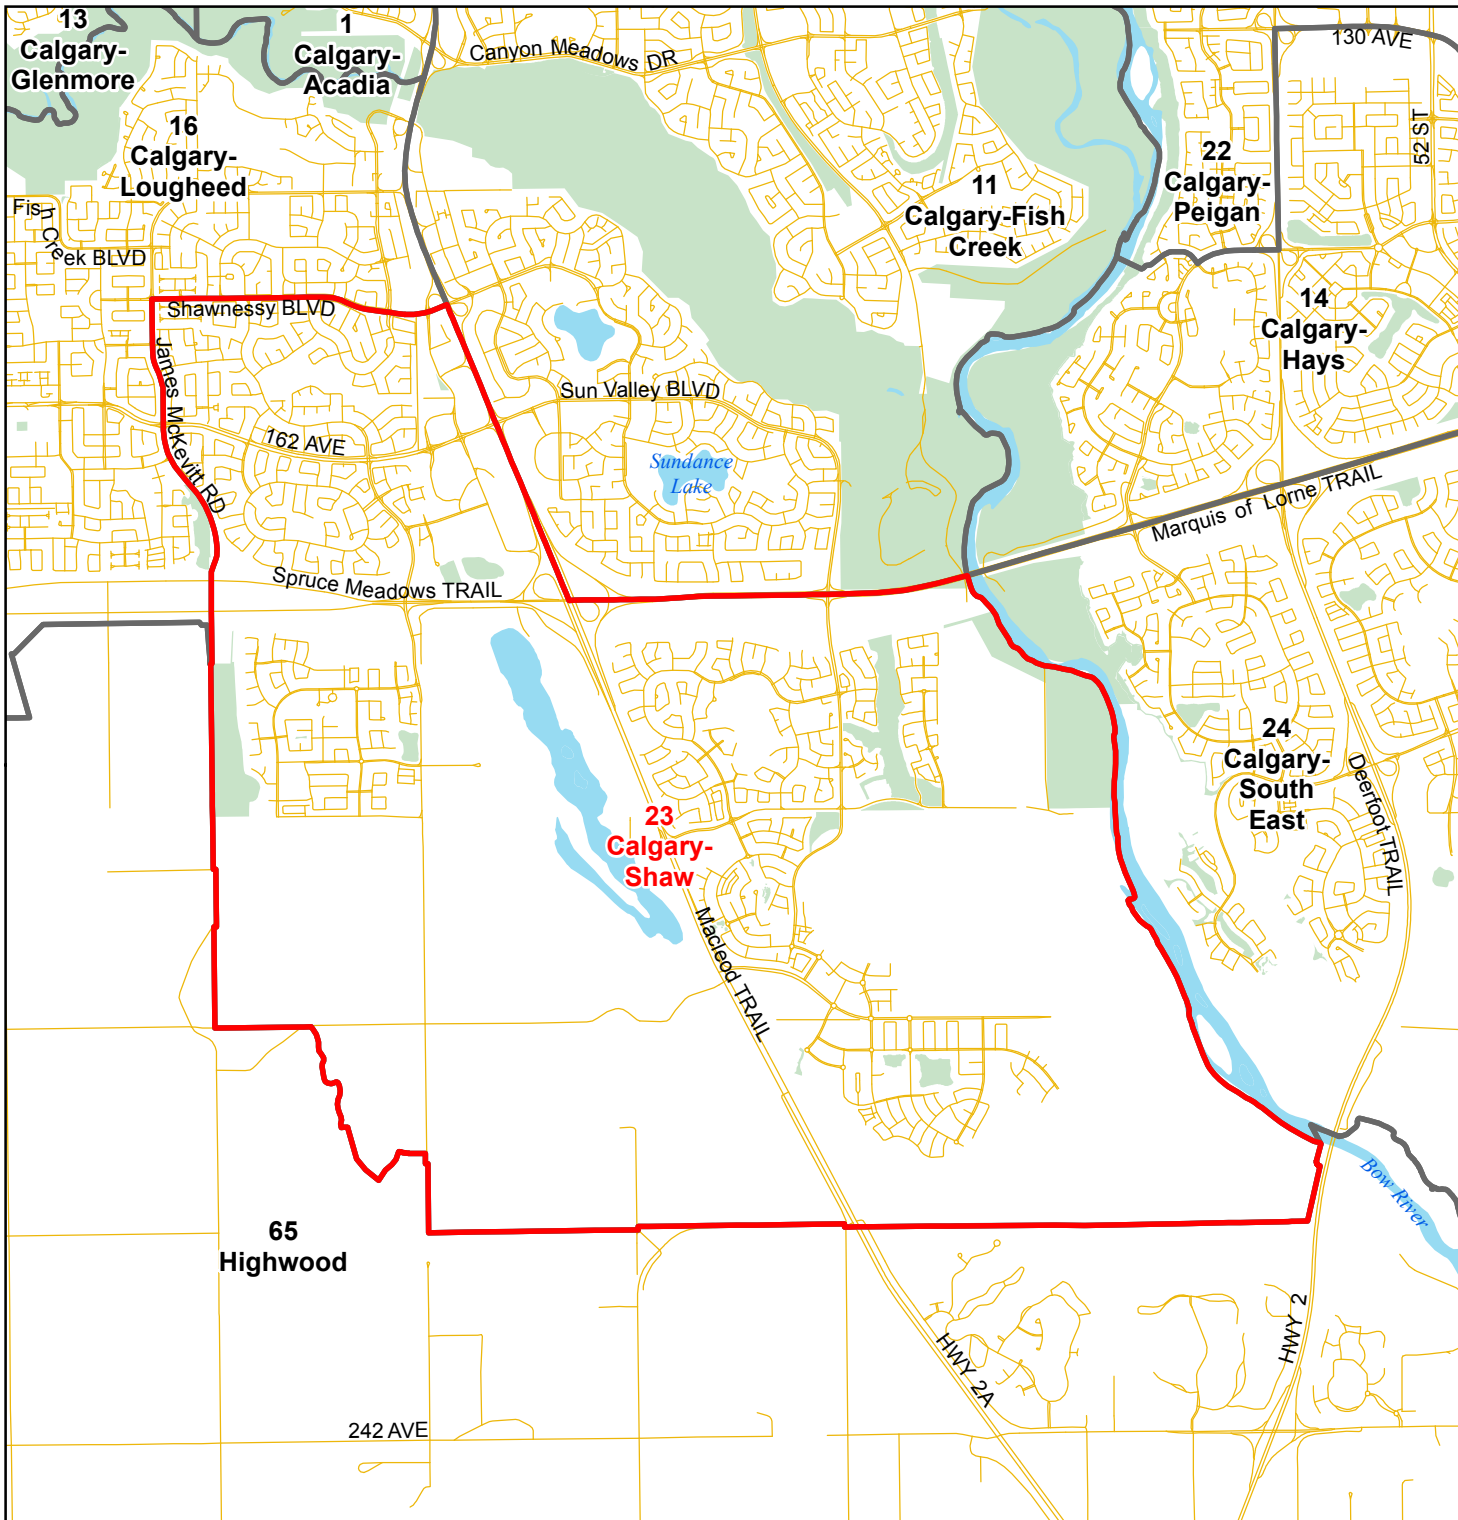 13
Calgary-
Glenmore
1
Calgary-
Acadia
Canyon Meadows DR
130 AVE
52 ST
16
Calgary-
Lougheed
22
Calgary-
Peigan
11
Calgary-Fish
Creek
Fish Creek BLVD
Shawnessy BLVD
14
Calgary-
Hays
James McKevitt RD
Sun Valley BLVD
162 AVE
Sundance
Lake
Marquis of Lorne TRAIL
Spruce Meadows TRAIL
24
Calgary-
South
East
Deerfoot TRAIL
23
Calgary-
Shaw
Macleod TRAIL
Bow River
65
Highwood
HWY 2
HWY 2A
242 AVE